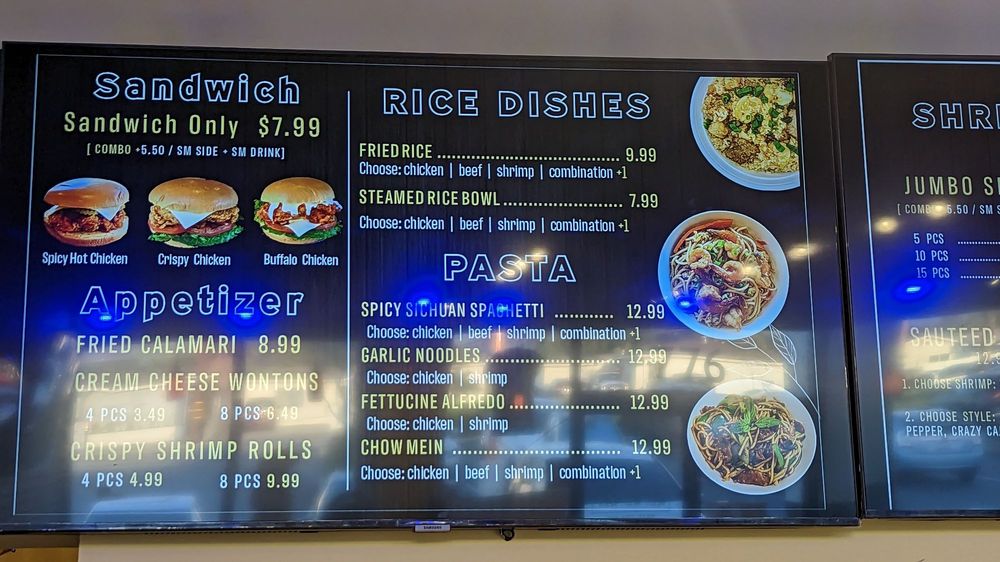 Sandwich
Sandwich Only $7.99
[ COMBO +5.50 / SM SIDE + SM DRINK]
Spicy Hot Chicken
Crispy Chicken
Buffalo Chicken
Appetizer
FRIED CALAMARI 8.99
CREAM CHEESE WONTONS
4 PCS 3.49 8 PCS 6.49
CRISPY SHRIMP ROLLS
4 PCS 4.99 8 PCS 9.99
RICE DISHES
FRIED RICE ........................................ 9.99
Choose: chicken | beef | shrimp | combination +1
STEAMED RICE BOWL ........................ 7.99
Choose: chicken | beef | shrimp | combination +1
PASTA
SPICY SICHUAN SPAGHETTI ............ 12.99
Choose: chicken | beef | shrimp | combination +1
GARLIC NOODLES........................... 12.99
Choose: chicken | shrimp
FETTUCINE ALFREDO...................... 12.99
Choose: chicken | shrimp
CHOW MEIN .................................. 12.99
Choose: chicken | beef | shrimp | combination +1
SAMSUNG
JUMBO
5.50 / SM
5 PCS ............
10 PCS ............
15 PCS ............
SAUTEED
1. CHOOSE SHRIMP:
2. CHOOSE STYLE:
PEPPER, CRAZY